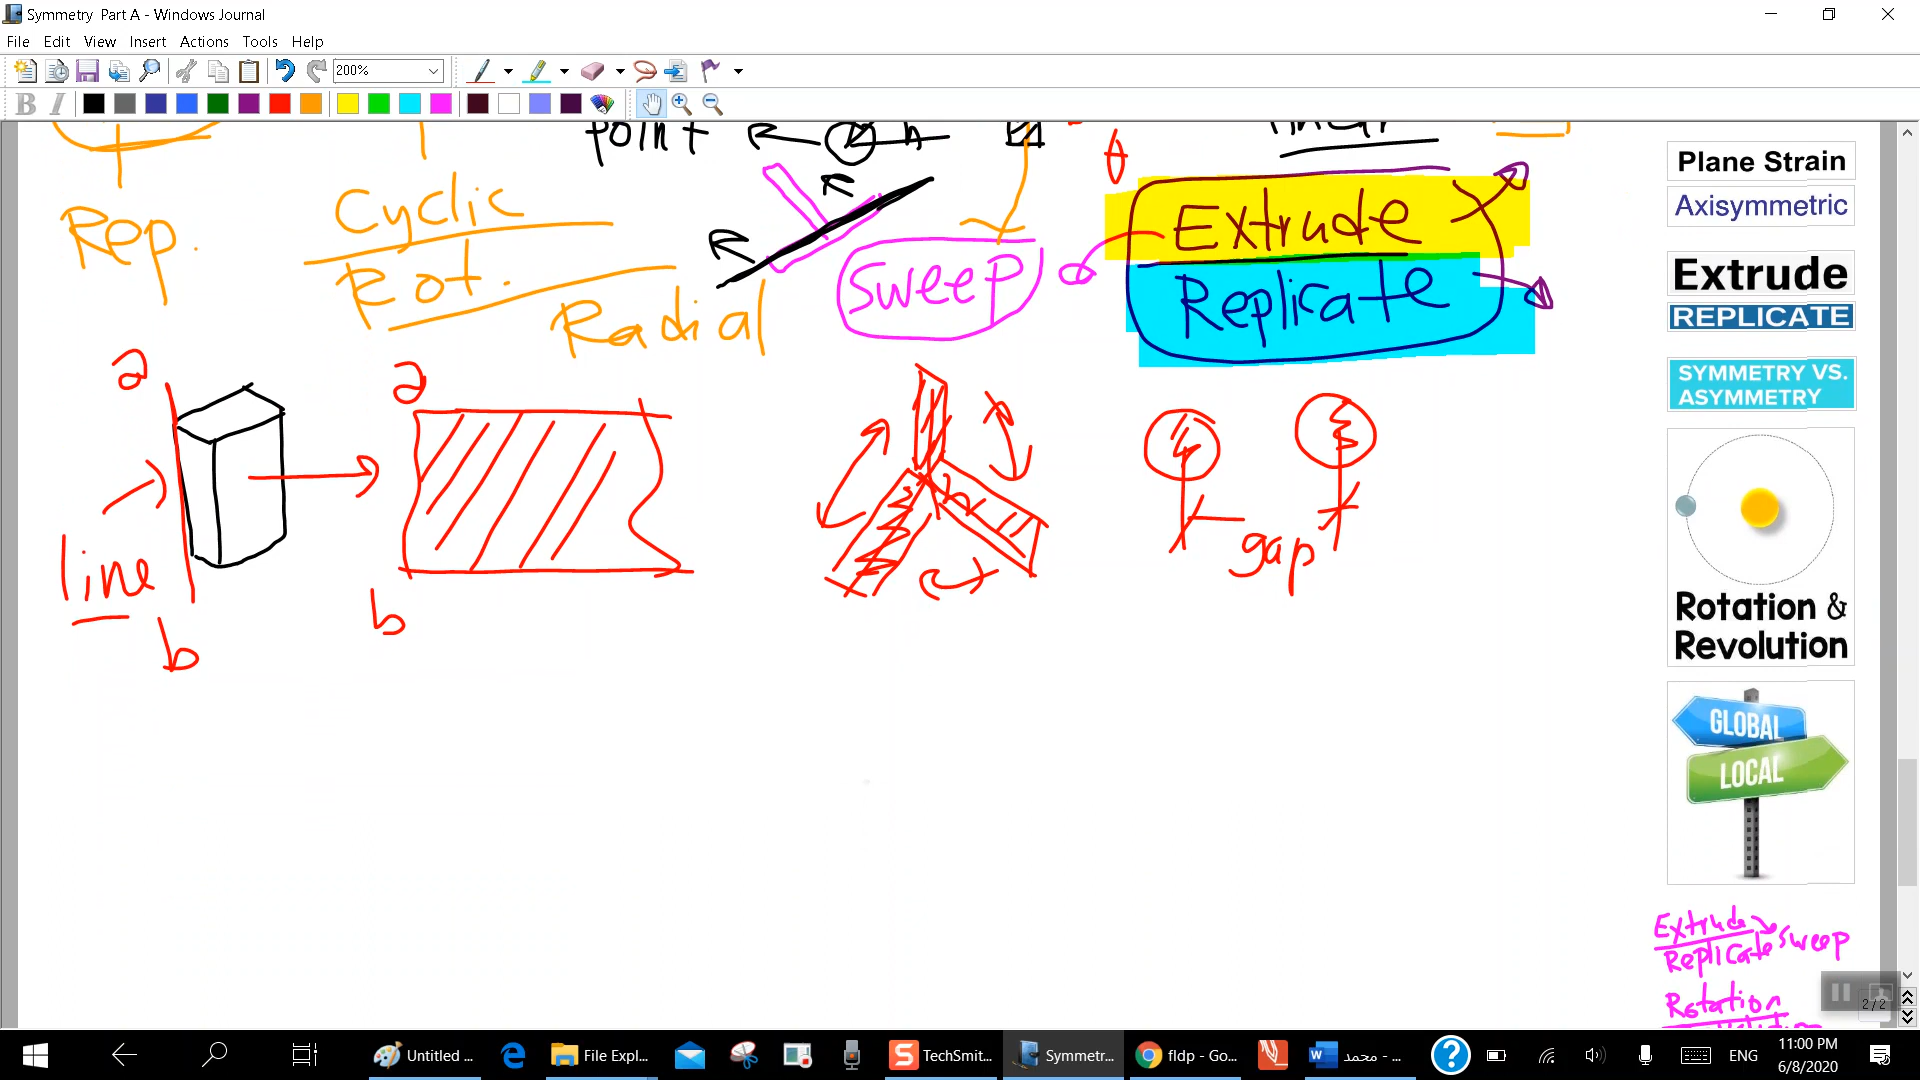 Symmetry Part A - Windows Journal
File Edit View Insert Actions Tools Help
200%
B I
point
h
θ
Rep.
Cyclic
Rot.
Radial
Sweep
Extrude
Replicate
a
a
line
b
b
gap
Plane Strain
Axisymmetric
Extrude
REPLICATE
SYMMETRY VS.
ASYMMETRY
Rotation &
Revolution
GLOBAL
LOCAL
Extrude
Replicate
Sweep
Rotation
2/2
Untitled ...
File Expl...
TechSmit...
Symmetr...
fldp - Go...
محمد - ...
ENG
11:00 PM
6/8/2020